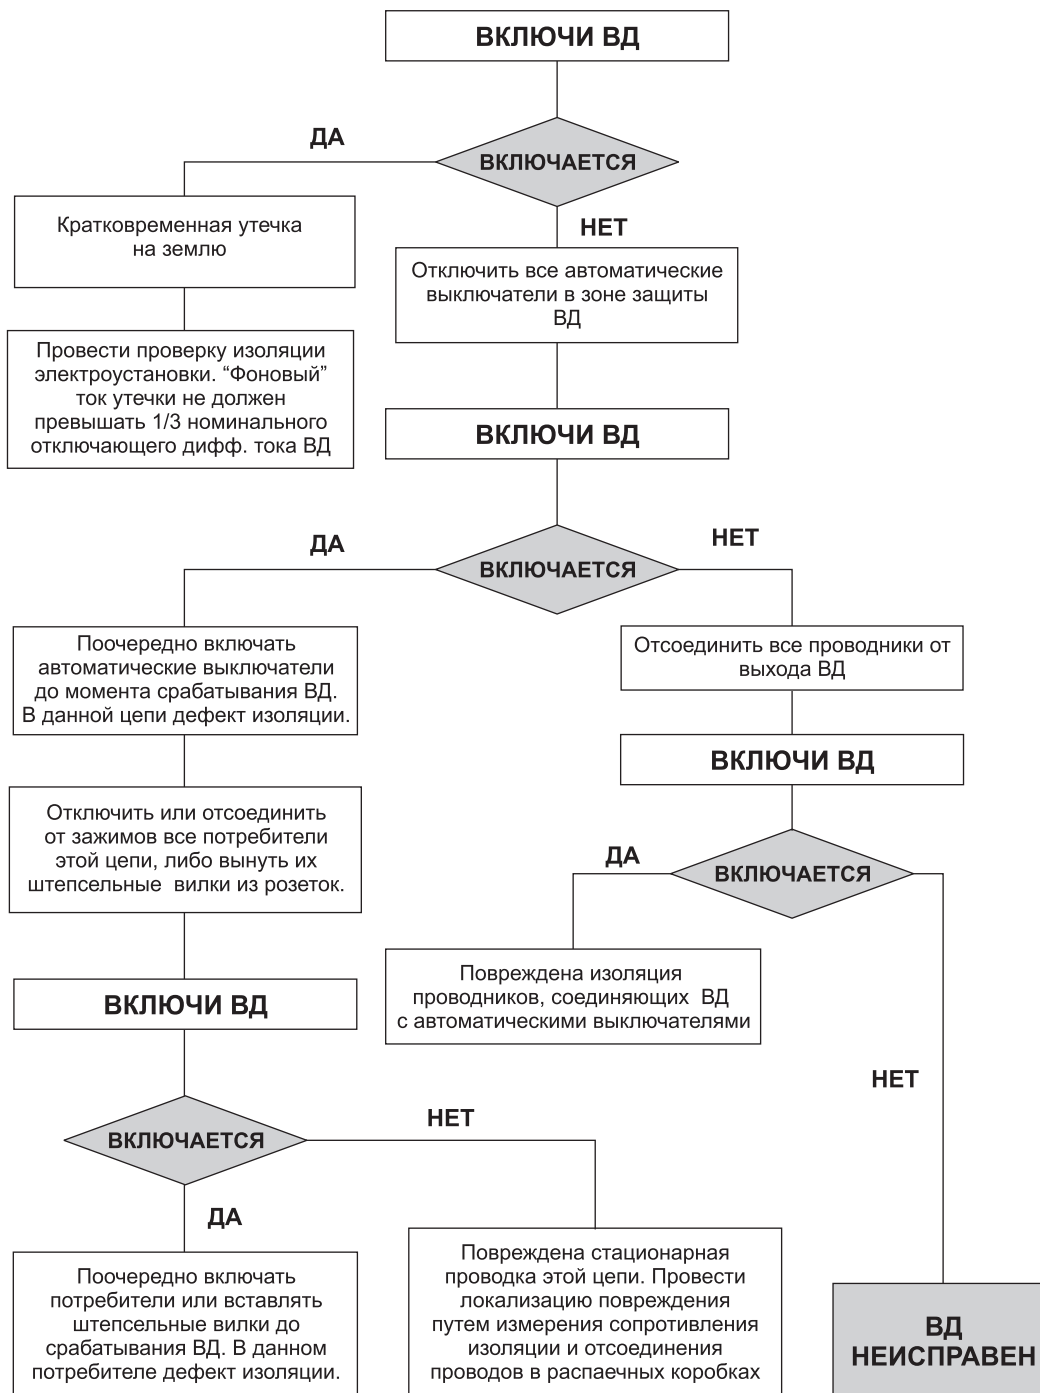 ВКЛЮЧИ ВД
ДА
ВКЛЮЧАЕТСЯ
Кратковременная утечка
на землю
НЕТ
Отключить все автоматические
выключатели в зоне защиты
ВД
Провести проверку изоляции
электроустановки. “Фоновый”
ток утечки не должен
превышать 1/3 номинального
отключающего дифф. тока ВД
ВКЛЮЧИ ВД
ДА
НЕТ
ВКЛЮЧАЕТСЯ
Поочередно включать
автоматические выключатели
до момента срабатывания ВД.
В данной цепи дефект изоляции.
Отсоединить все проводники от
выхода ВД
ВКЛЮЧИ ВД
Отключить или отсоединить
от зажимов все потребители
этой цепи, либо вынуть их
штепсельные вилки из розеток.
ДА
ВКЛЮЧАЕТСЯ
Повреждена изоляция
проводников, соединяющих ВД
с автоматическими выключателями
ВКЛЮЧИ ВД
НЕТ
НЕТ
ВКЛЮЧАЕТСЯ
ДА
Поочередно включать
потребители или вставлять
штепсельные вилки до
срабатывания ВД. В данном
потребителе дефект изоляции.
Повреждена стационарная
проводка этой цепи. Провести
локализацию повреждения
путем измерения сопротивления
изоляции и отсоединения
проводов в распаечных коробках
ВД
НЕИСПРАВЕН